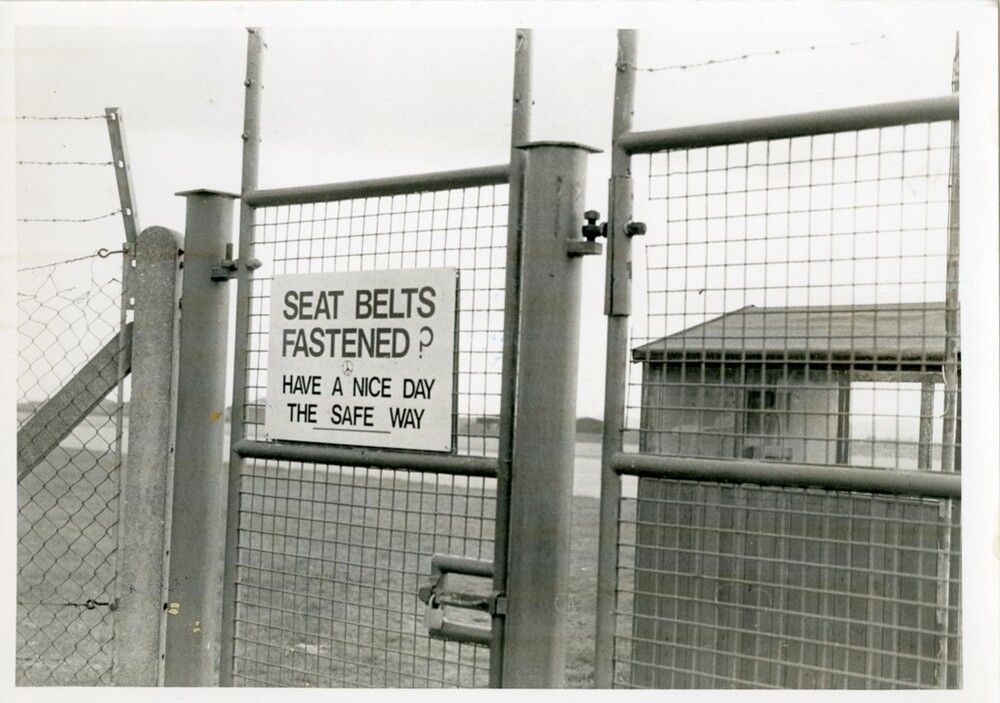 SEAT BELTS
FASTENED ?
HAVE A NICE DAY
THE SAFE WAY